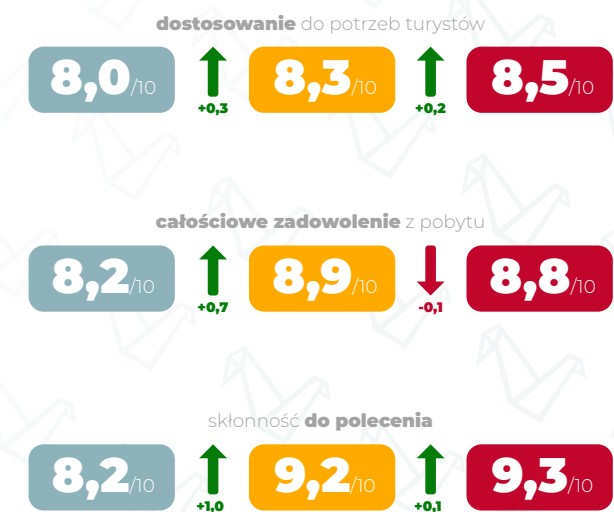 dostosowanie do potrzeb turystów
8,0/10 8,3/10 8,5/10
+0,3 +0,2
całościowe zadowolenie z pobytu
8,2/10 8,9/10 8,8/10
+0,7 -0,1
skłonność do polecenia
8,2/10 9,2/10 9,3/10
+1,0 +0,1